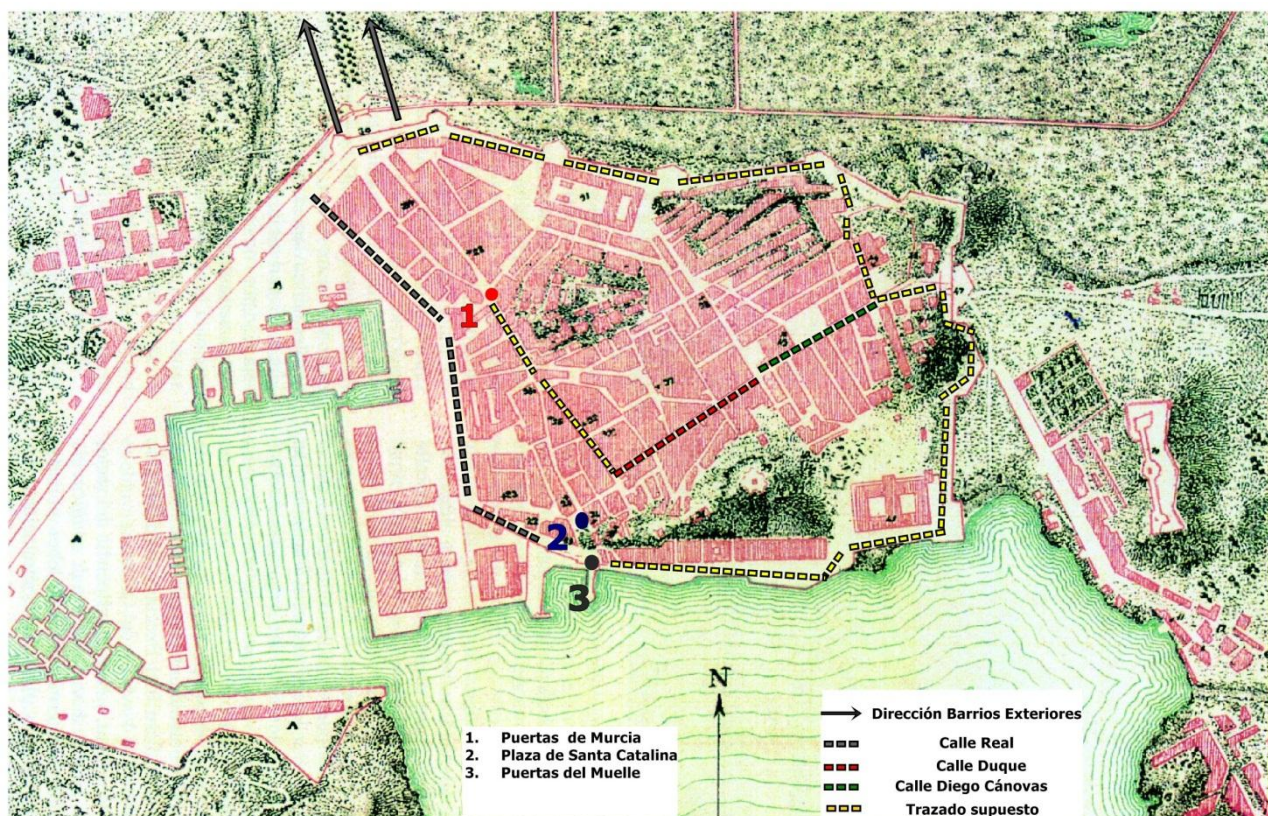 1
2
3
N
1. Puertas de Murcia
2. Plaza de Santa Catalina
3. Puertas del Muelle
Dirección Barrios Exteriores
Calle Real
Calle Duque
Calle Diego Cánovas
Trazado supuesto